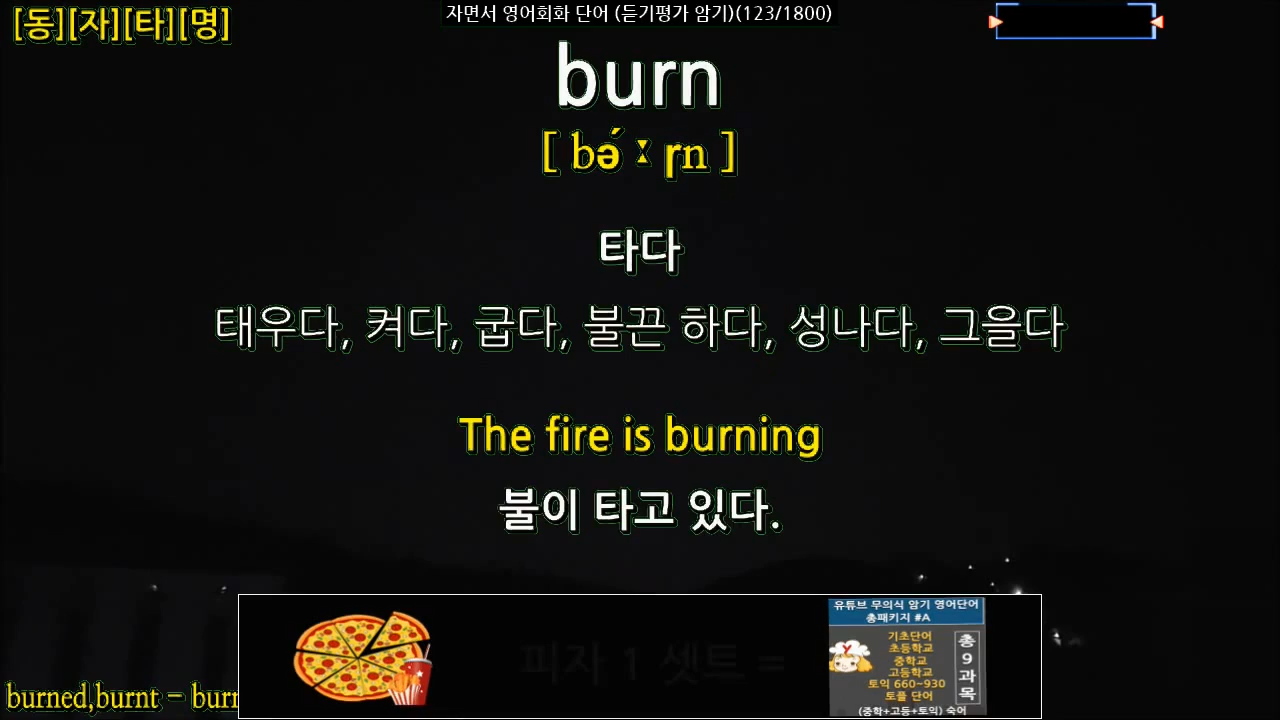 [동][자][타][명]
자면서 영어회화 단어 (듣기평가 암기)(123/1800)
burn
[ bə́ːrn ]
타다
태우다, 켜다, 굽다, 불끈 하다, 성나다, 그을다
The fire is burning
불이 타고 있다.
피자 1 셋트 =
유튜브 무의식 암기 영어단어
총패키지 #A
기초단어
초등학교
중학교
고등학교
토익 660~930
토플 단어
(중학+고등+토익) 숙어
총
9
과
목
burned,burnt - burn